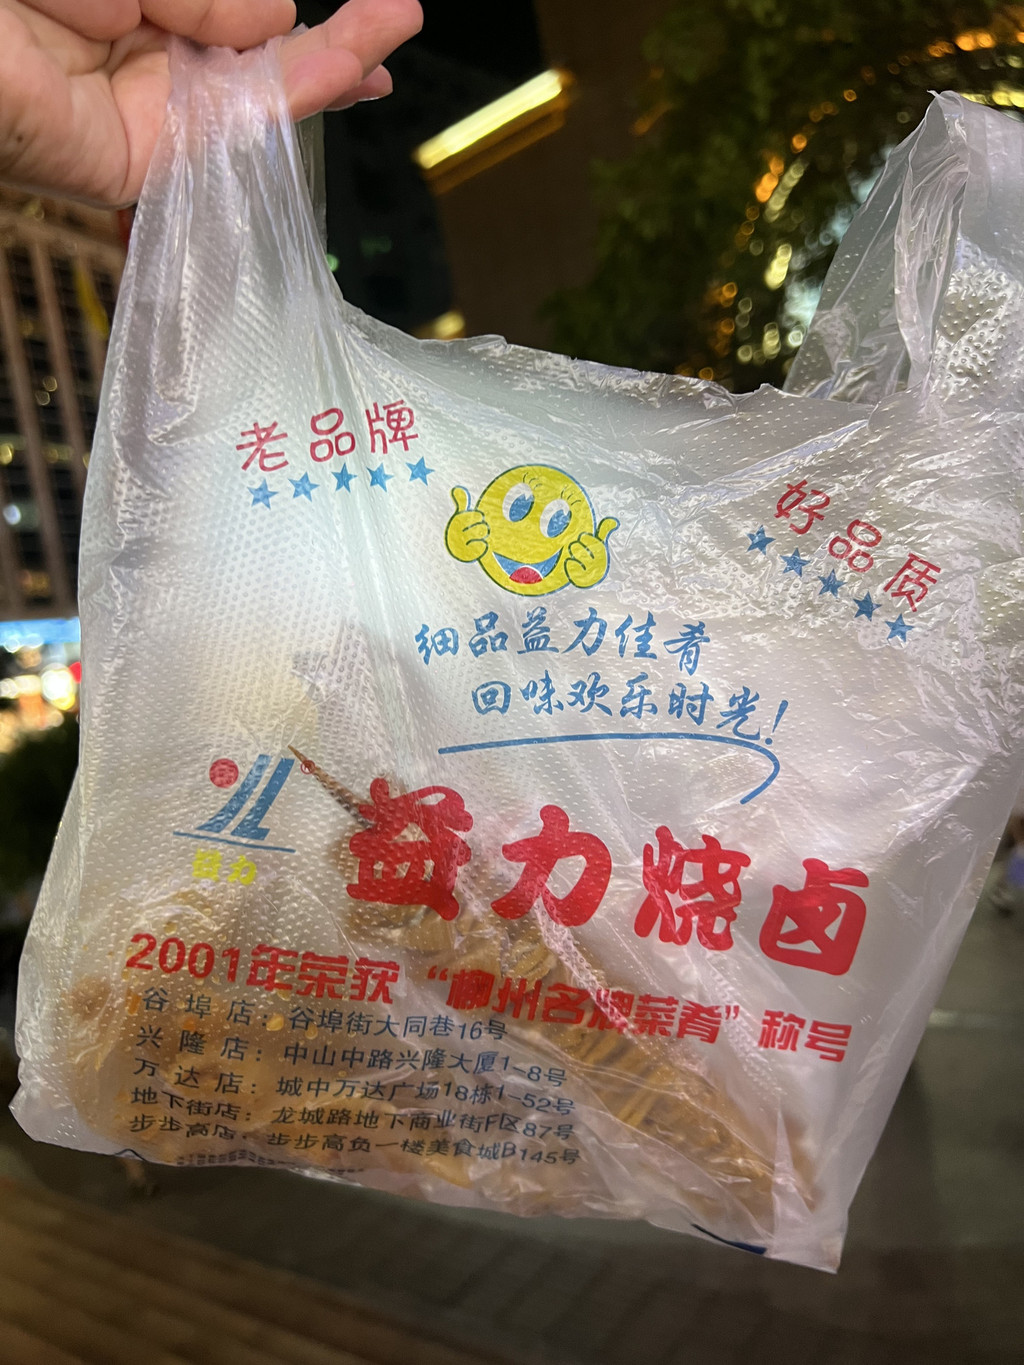 老品牌
好品质
细品益力佳肴
回味欢乐时光!
益力
益力烧卤
2001年荣获“柳州名牌菜肴”称号
谷埠店：谷埠街大同巷16号
兴隆店：中山中路兴隆大厦1-8号
万达店：城中万达广场18栋1-52号
地下街店：龙城路地下商业街F区87号
步步高店：步步高负一楼美食城B145号